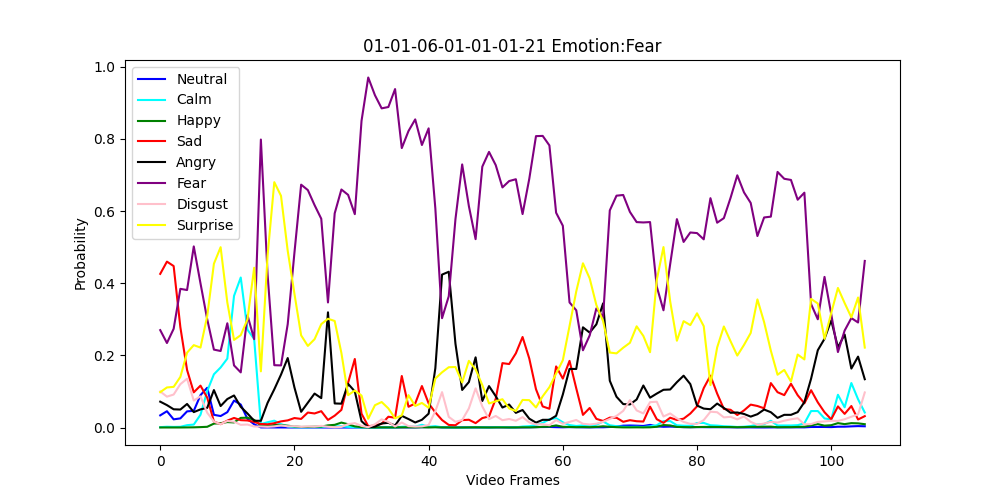 01-01-06-01-01-01-21 Emotion:Fear
Probability
1.0
0.8
0.6
0.4
0.2
0.0
Neutral
Calm
Happy
Sad
Angry
Fear
Disgust
Surprise
0 20 40 60 80 100
Video Frames